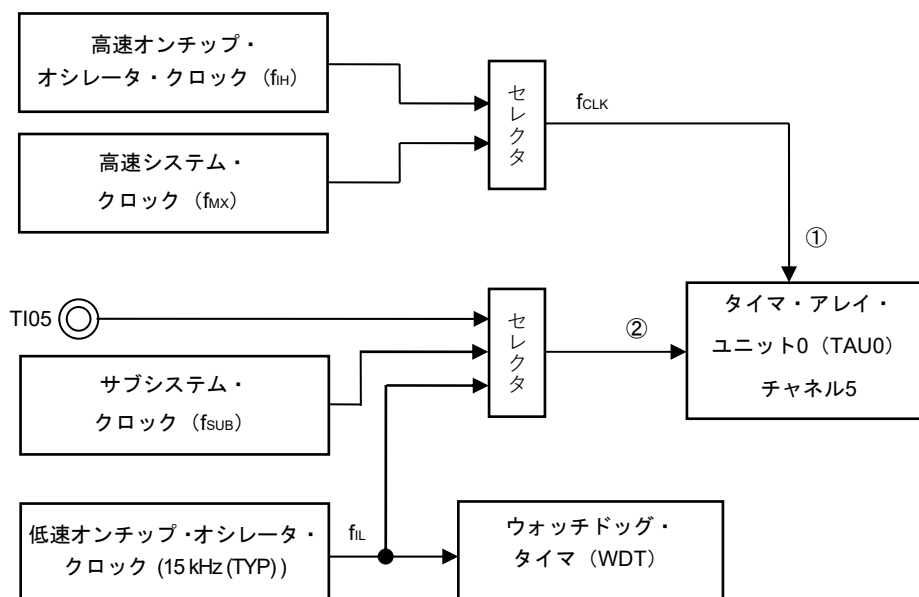 高速オンチップ・
オシレータ・クロック（fIH）
セレクタ
fCLK
高速システム・
クロック（fMX）
①
TI05
セレクタ
②
タイマ・アレイ・
ユニット0（TAU0）
チャネル5
サブシステム・
クロック（fSUB）
低速オンチップ・オシレータ・
クロック (15 kHz (TYP) )
fIL
ウォッチドッグ・
タイマ（WDT）